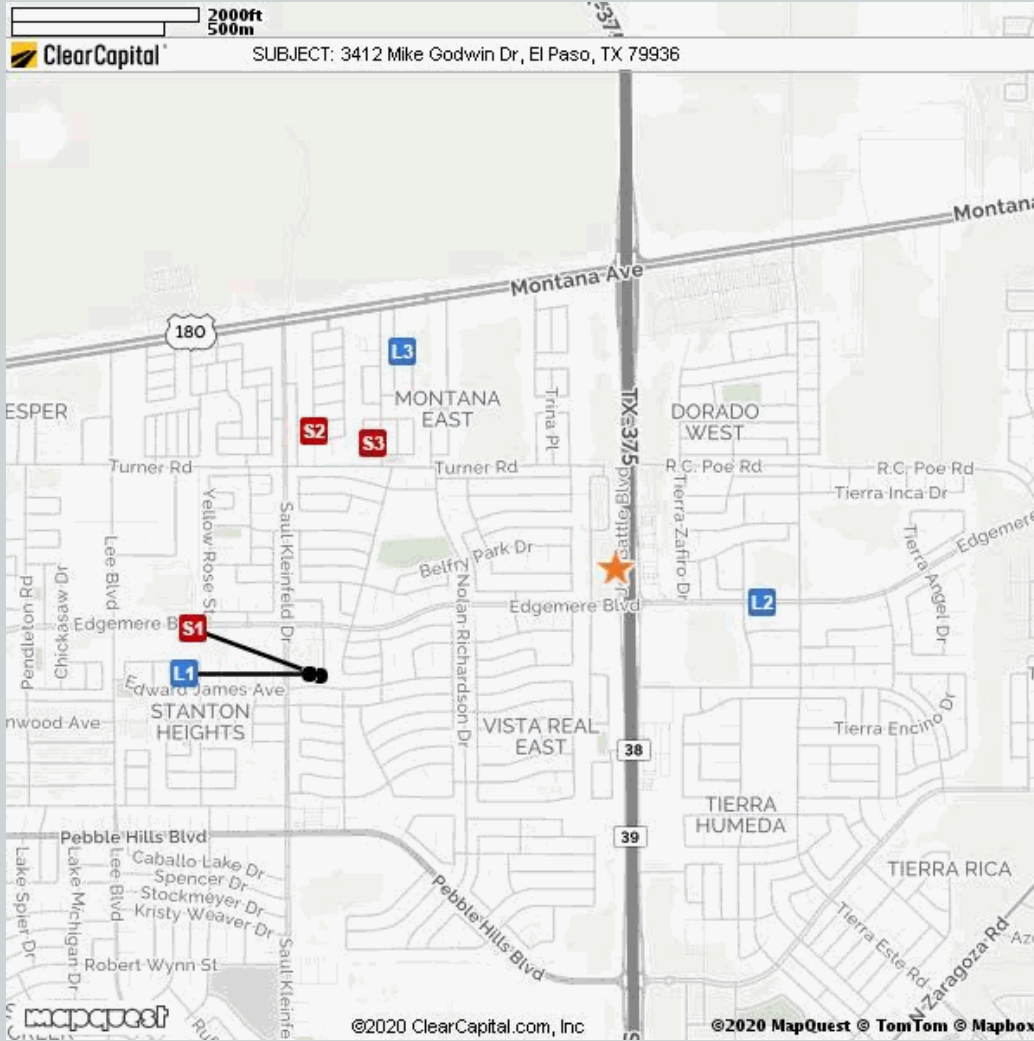 2000ft
500m
ClearCapital
SUBJECT: 3412 Mike Godwin Dr, El Paso, TX 79936
Montana
Montana Ave
180
L3
ESPER
MONTANA
EAST
Trina Pl
TX-375
DORADO
WEST
S2
S3
Turner Rd
Turner Rd
R.C. Poe Rd
R.C. Poe Rd
Tierra Inca Dr
Yellow Rose St
Saul Kleinfeld Dr
Lee Blvd
Belfry Park Dr
Tierra Zafiro Dr
Edgemere
Tierra Angel Dr
Pendleton Rd
Chickasaw Dr
Nolan Richardson Dr
Edgemere Blvd
L2
Edgemere B
S1
L1
Edward James Ave
STANTON
HEIGHTS
nwood Ave
VISTA REAL
EAST
Tierra Encino Dr
38
TIERRA
HUMEDA
39
Pebble Hills Blvd
TIERRA RICA
Caballo Lake Dr
Spencer Dr
Stockmeyer Dr
Kristy Weaver Dr
Lake Spier Dr
Lake Michigan Dr
Lee Blvd
Pebble Hills Blvd
Tierra Este Rd
N Zaragoza Rd
Robert Wynn St
Saul Kleinfe
mapquest
©2020 ClearCapital.com, Inc
©2020 MapQuest © TomTom © Mapbox